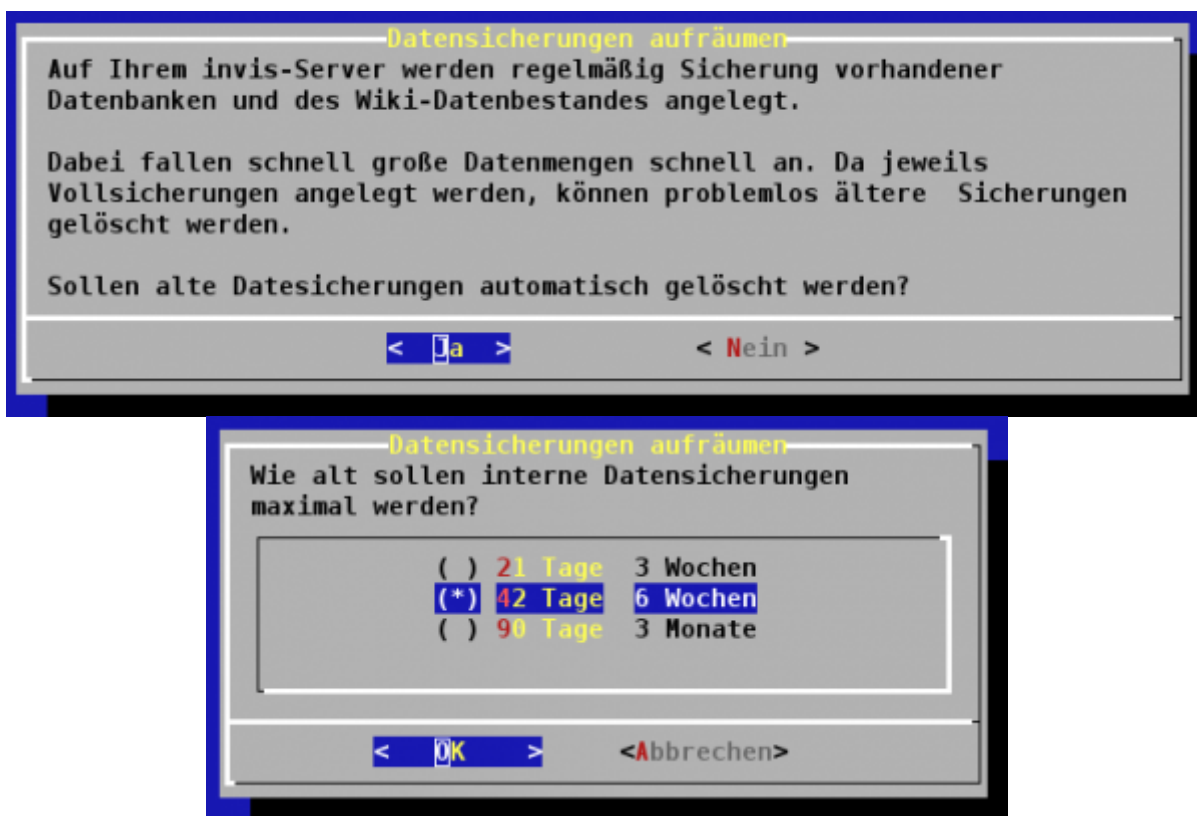 Datensicherungen aufräumen
Auf Ihrem invis-Server werden regelmäßig Sicherung vorhandener
Datenbanken und des Wiki-Datenbestandes angelegt.
Dabei fallen schnell große Datenmengen schnell an. Da jeweils
Vollsicherungen angelegt werden, können problemlos ältere  Sicherungen
gelöscht werden.
Sollen alte Datesicherungen automatisch gelöscht werden?
<  Ja  > < Nein >
Datensicherungen aufräumen
Wie alt sollen interne Datensicherungen
maximal werden?
( ) 21 Tage  3 Wochen
(*) 42 Tage  6 Wochen
( ) 90 Tage  3 Monate
<  OK  > <Abbrechen>